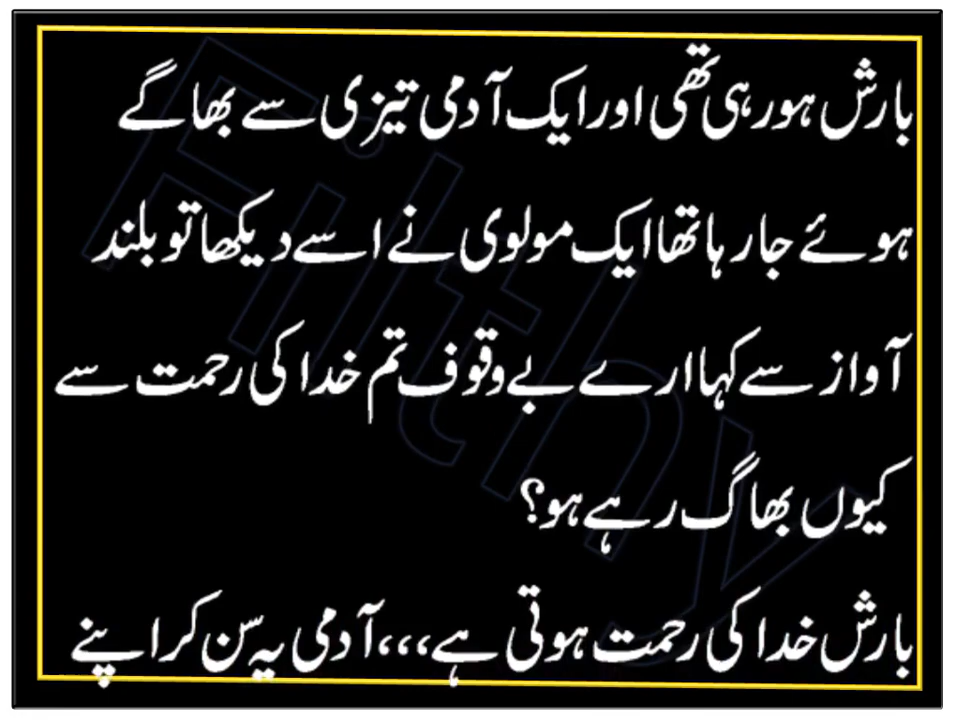 بارش ہو رہی تھی اور ایک آدمی تیزی سے بھاگے
ہوئے جا رہا تھا ایک مولوی نے اسے دیکھا تو بلند
آواز سے کہا ارے بے وقوف تم خدا کی رحمت سے
کیوں بھاگ رہے ہو؟
بارش خدا کی رحمت ہوتی ہے،،،آدمی یہ سن کر اپنے
Filthy